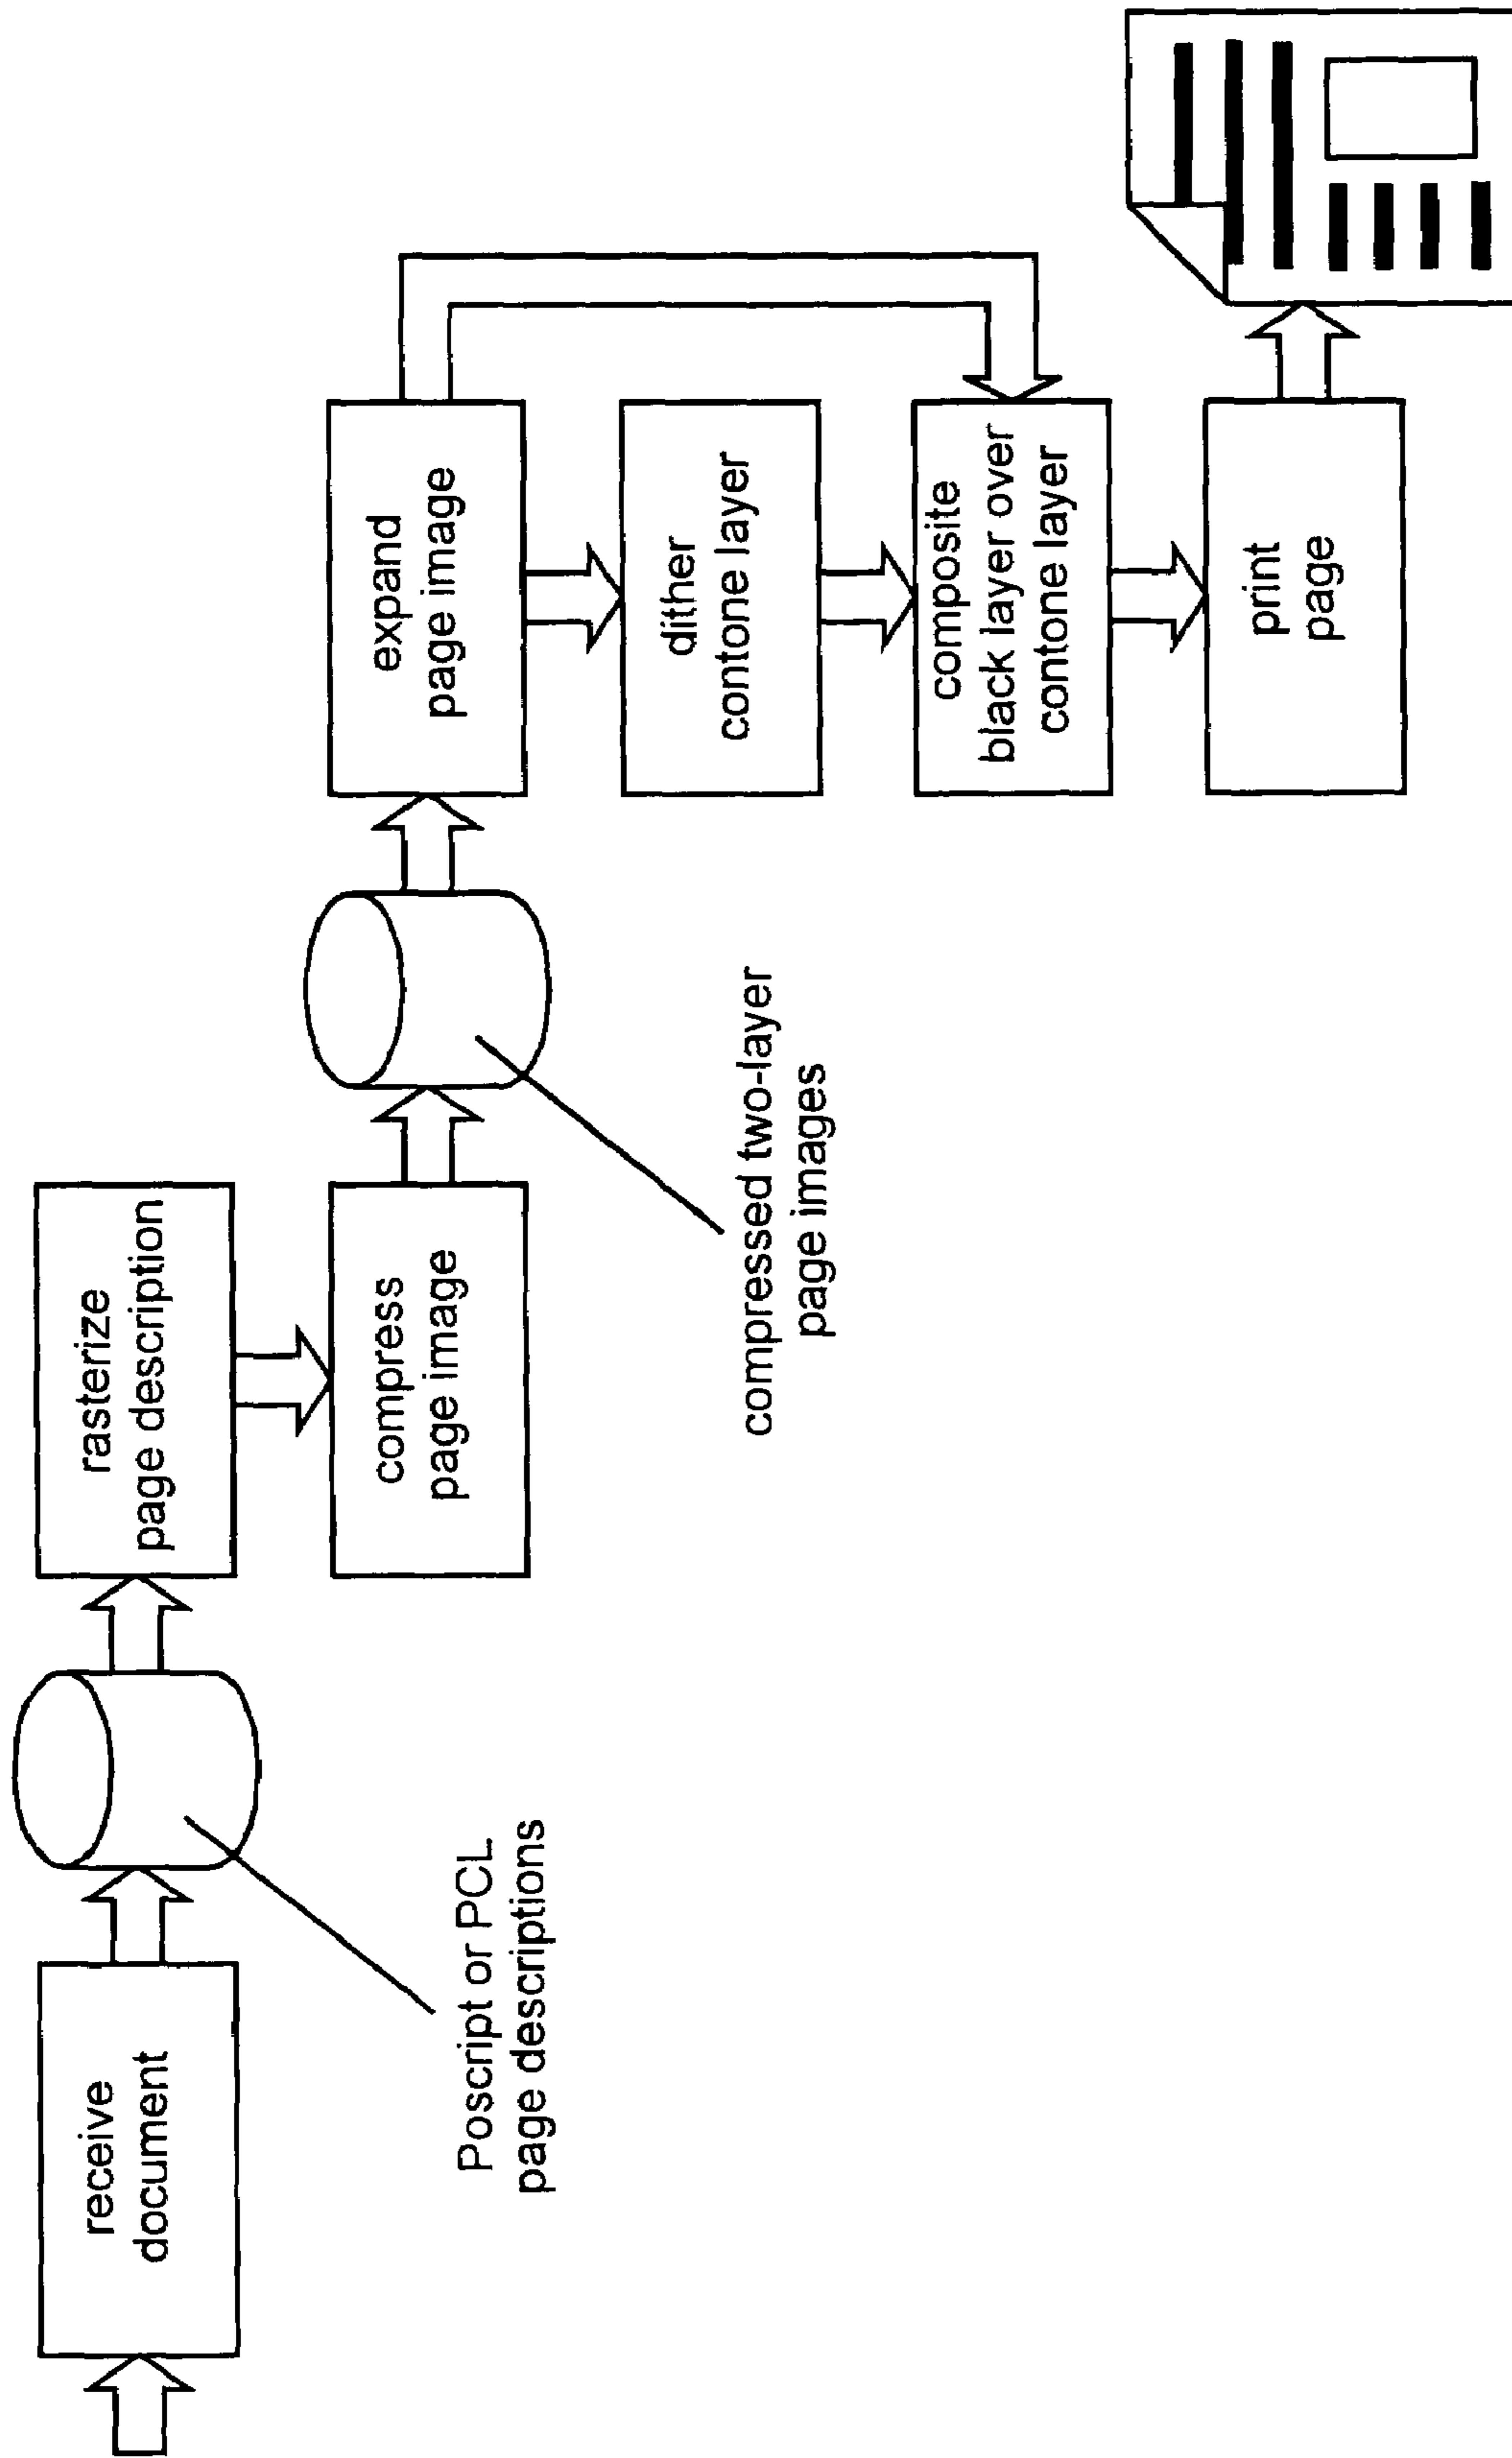 receive
document
Poscript or PCL
page descriptions
rasterize
page description
compress
page image
compressed two-layer
page images
expand
page image
dither
contone layer
composite
black layer over
contone layer
print
page